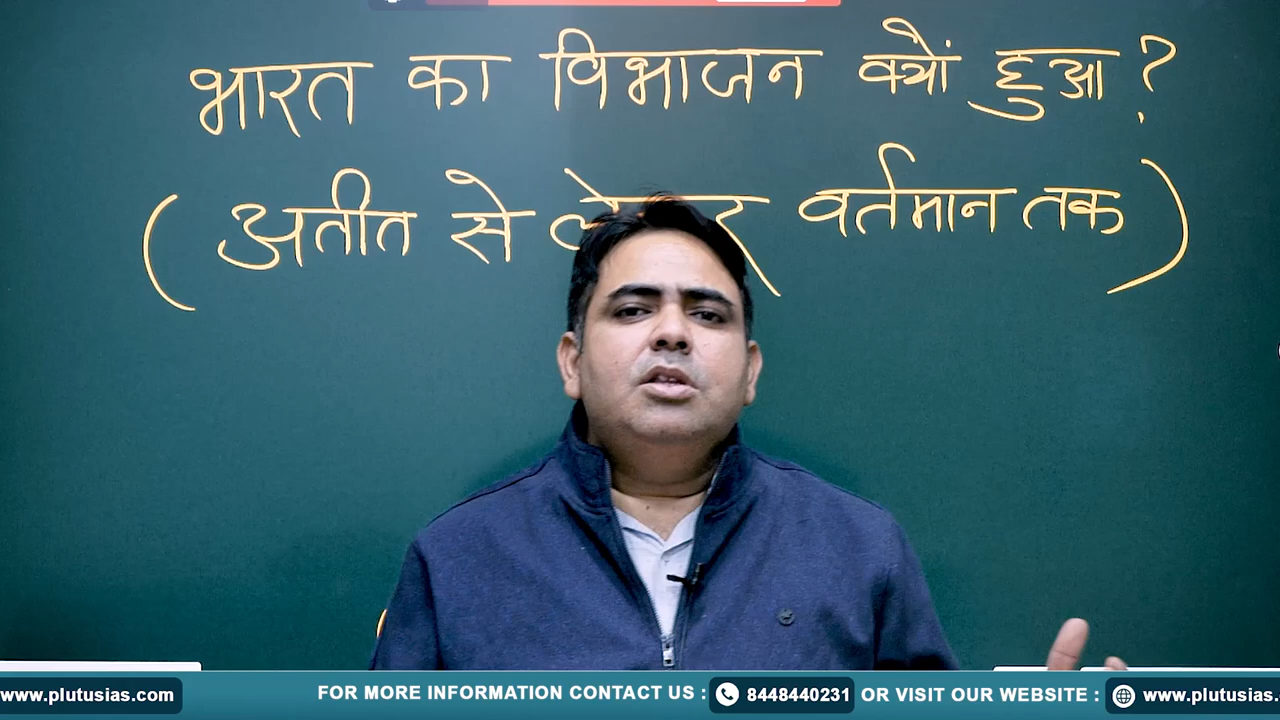 भारत का विभाजन क्यों हुआ ?
( अतीत से लेकर वर्तमान तक )
www.plutusias.com FOR MORE INFORMATION CONTACT US : 8448440231 OR VISIT OUR WEBSITE : www.plutusias.